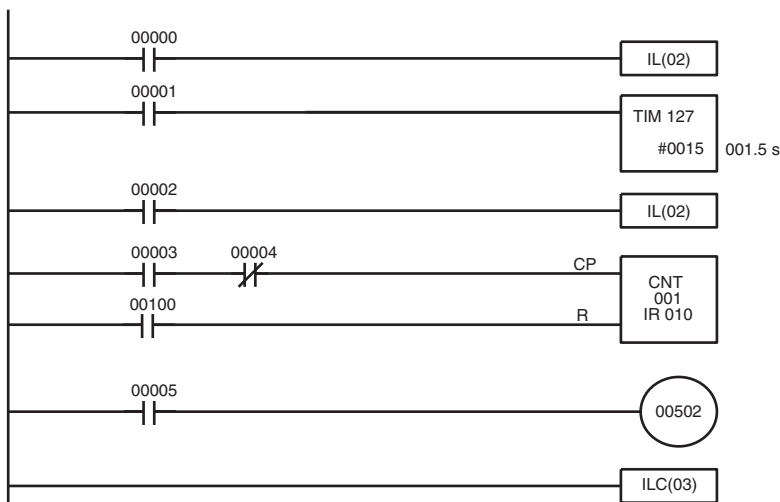 00000
IL(02)
00001
TIM 127
#0015
001.5 s
00002
IL(02)
00003
00004
CP
CNT
001
IR 010
00100
R
00005
00502
ILC(03)